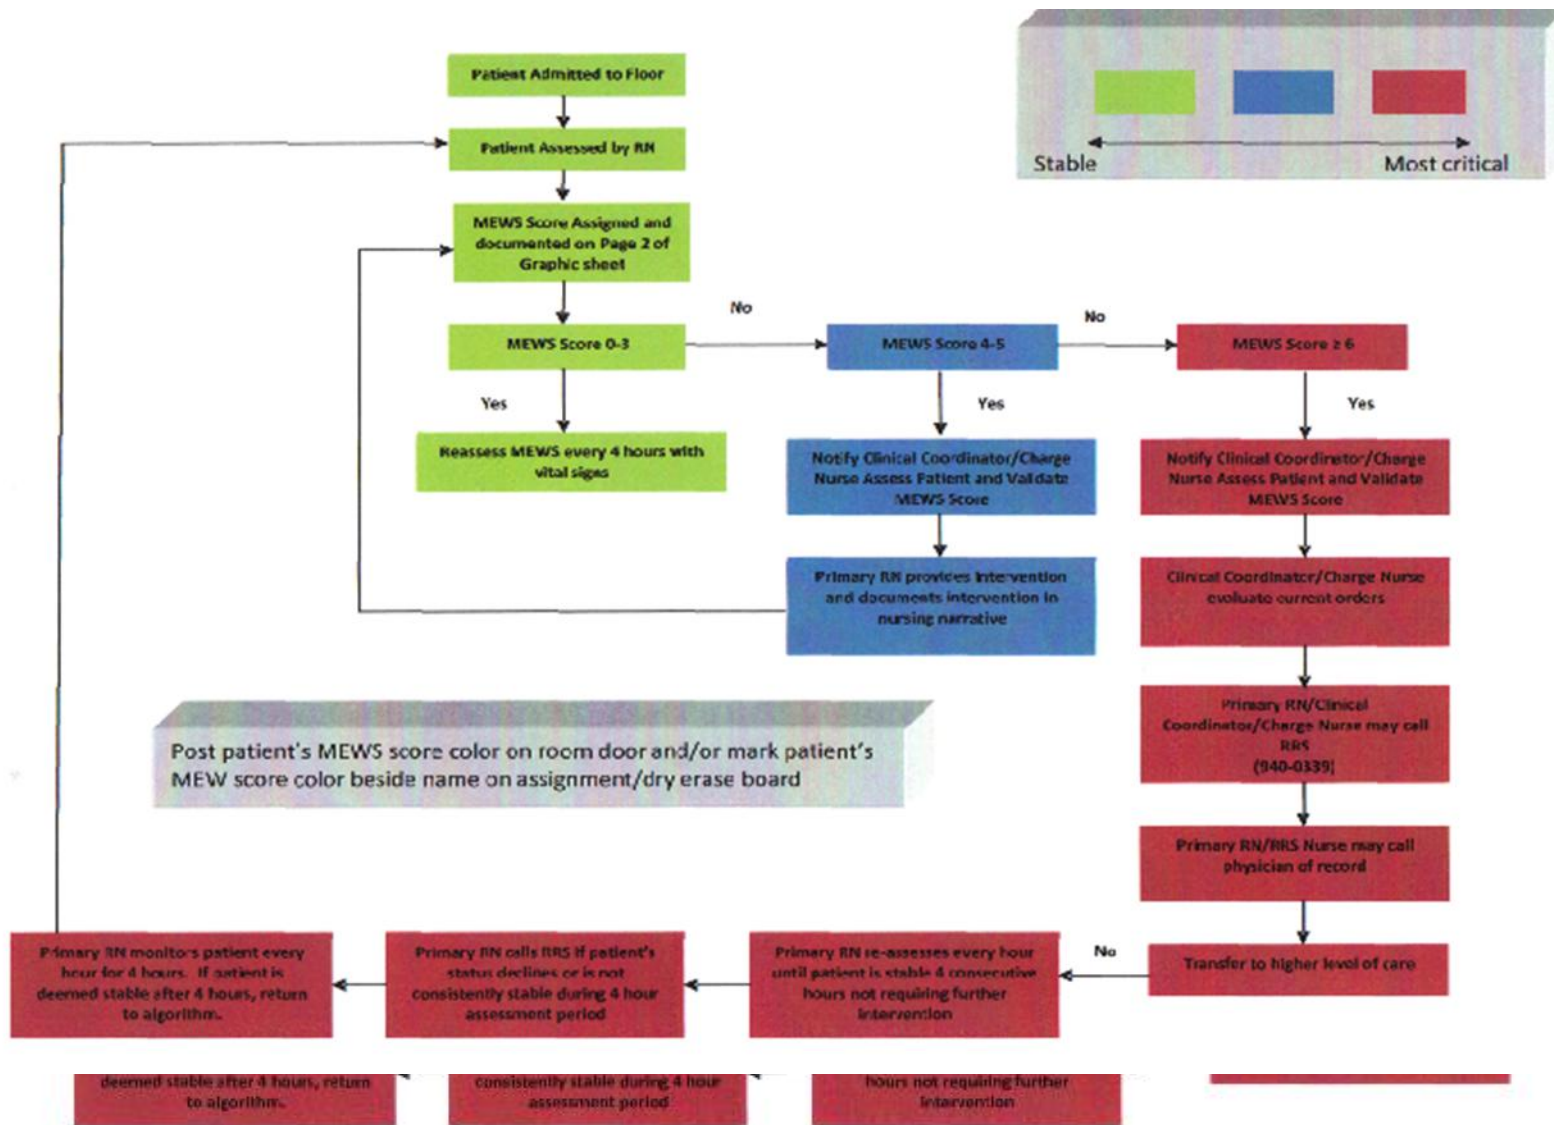 Patient Admitted to Floor
Patient Assessed by RN
MEWS Score Assigned and
documented on Page 2 of
Graphic sheet
Stable
Most critical
MEWS Score 0-3
No
MEWS Score 4-5
No
MEWS Score ≥ 6
Yes
Reassess MEWS every 4 hours with
vital signs
Yes
Notify Clinical Coordinator/Charge
Nurse Assess Patient and Validate
MEWS Score
Primary RN provides intervention
and documents intervention in
nursing narrative
Yes
Notify Clinical Coordinator/Charge
Nurse Assess Patient and Validate
MEWS Score
Clinical Coordinator/Charge Nurse
evaluate current orders
Primary RN/Clinical
Coordinator/Charge Nurse may call
RRS
(940-0339)
Primary RN/RRS Nurse may call
physician of record
Transfer to higher level of care
No
Primary RN re-assesses every hour
until patient is stable 4 consecutive
hours not requiring further
intervention
Primary RN calls RRS if patient's
status declines or is not
consistently stable during 4 hour
assessment period
Primary RN monitors patient every
hour for 4 hours. If patient is
deemed stable after 4 hours, return
to algorithm.
Post patient's MEWS score color on room door and/or mark patient's
MEW score color beside name on assignment/dry erase board
deemed stable after 4 hours, return
to algorithm.
consistently stable during 4 hour
assessment period
hours not requiring further
intervention